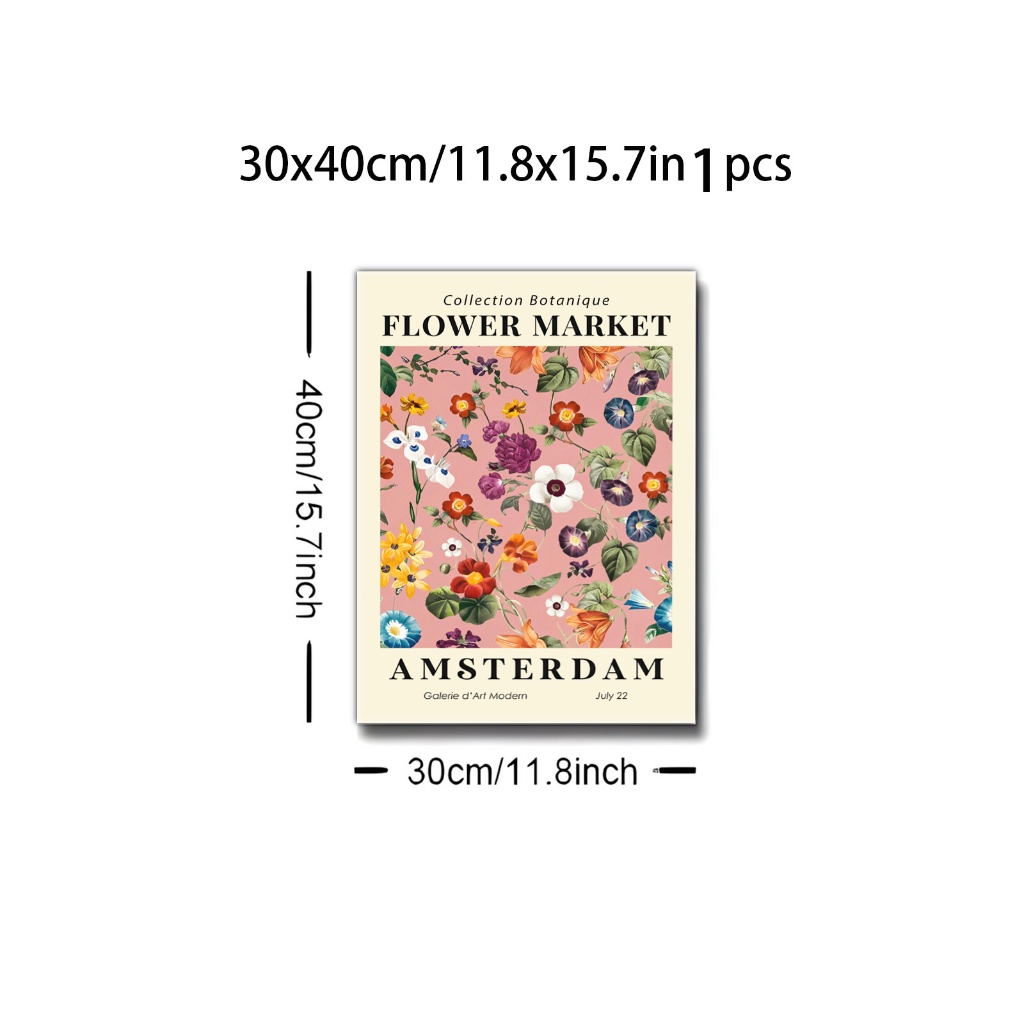 30x40cm/11.8x15.7in 1 pcs
Collection Botanique
FLOWER MARKET
40cm/15.7inch
AMSTERDAM
Galerie d'Art Modern July 22
30cm/11.8inch